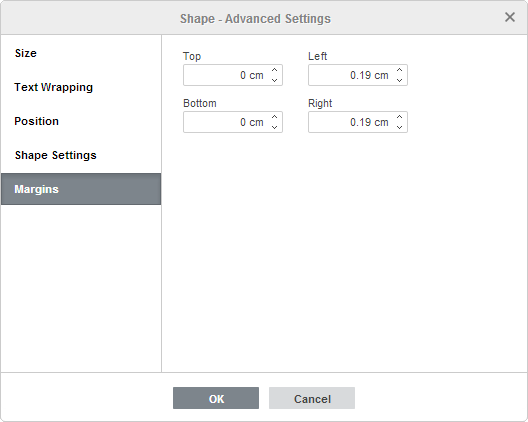 Shape - Advanced Settings
Size
Text Wrapping
Position
Shape Settings
Margins
Top
Left
0 cm
0.19 cm
Bottom
Right
0 cm
0.19 cm
OK
Cancel